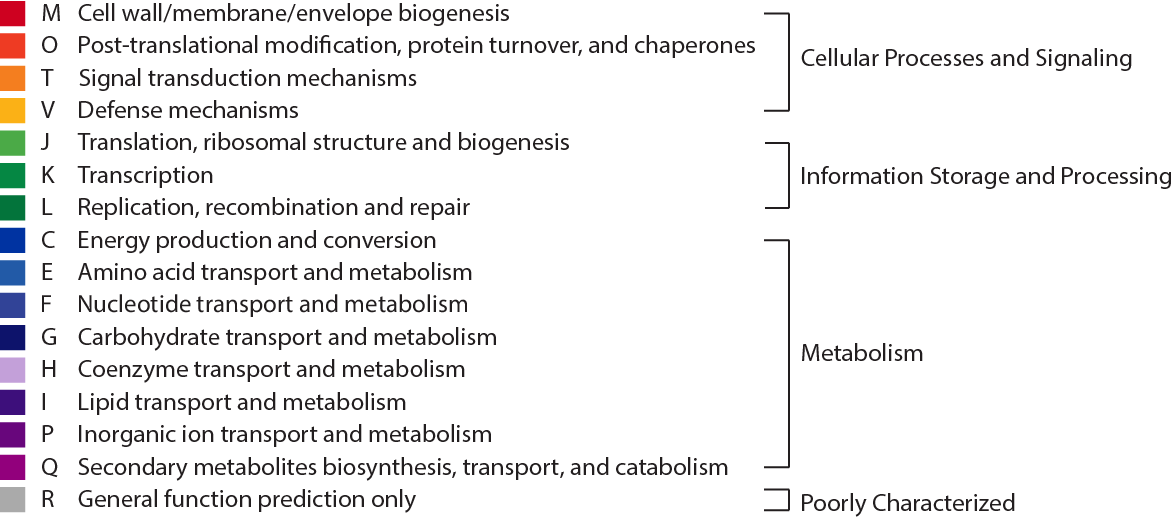 M Cell wall/membrane/envelope biogenesis
O Post-translational modification, protein turnover, and chaperones
T Signal transduction mechanisms
V Defense mechanisms
Cellular Processes and Signaling
J Translation, ribosomal structure and biogenesis
K Transcription
L Replication, recombination and repair
Information Storage and Processing
C Energy production and conversion
E Amino acid transport and metabolism
F Nucleotide transport and metabolism
G Carbohydrate transport and metabolism
H Coenzyme transport and metabolism
I Lipid transport and metabolism
P Inorganic ion transport and metabolism
Q Secondary metabolites biosynthesis, transport, and catabolism
Metabolism
R General function prediction only
Poorly Characterized